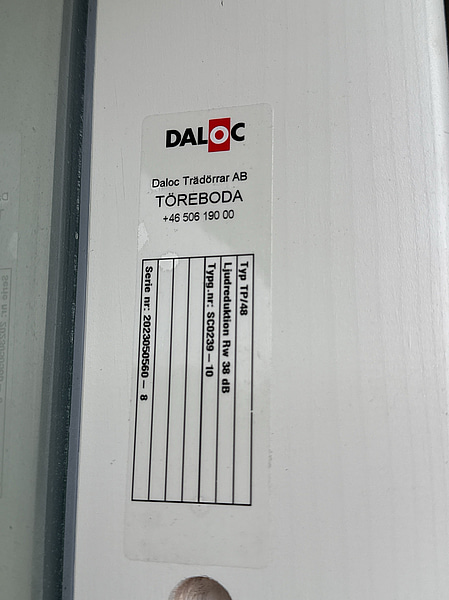 DALOC
Daloc Trädörrar AB
TÖREBODA
+46 506 190 00
Typ TP/48
Ljudreduktion Rw 38 dB
Typg.nr: SC0239 – 10
Serie nr: 2023050560 – 8